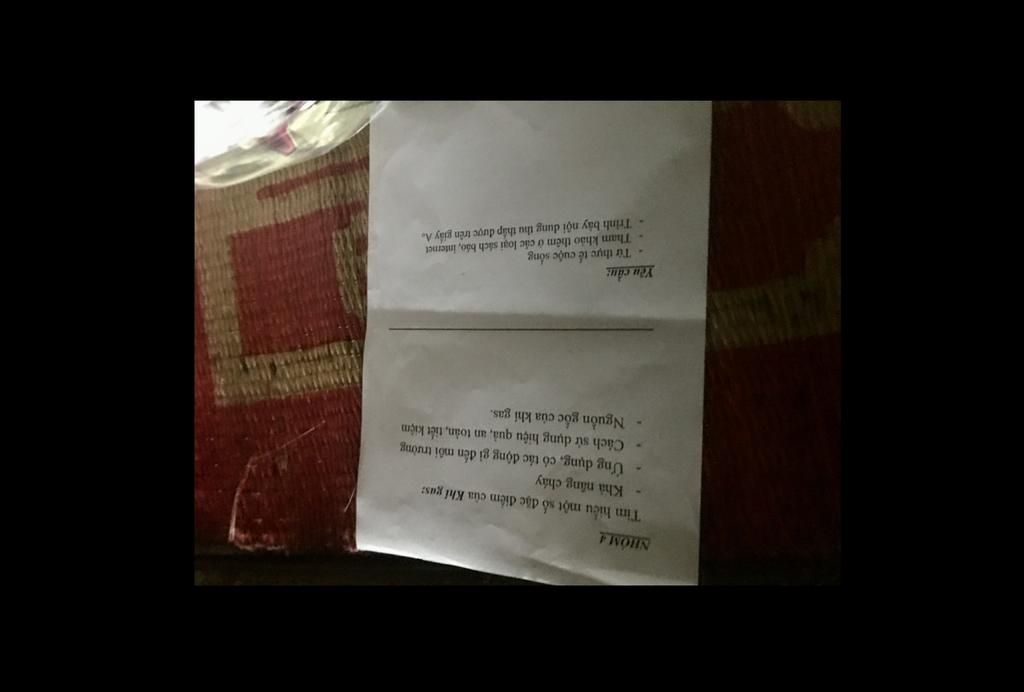 NHÓM 4
Tìm hiểu một số đặc điểm của Khí gas:
- Khả năng cháy
- Ứng dụng, có tác động gì đến môi trường
- Cách sử dụng hiệu quả, an toàn, tiết kiệm
- Nguồn gốc của khí gas.
Yêu cầu:
- Từ thực tế cuộc sống
- Tham khảo thêm ở các loại sách báo, internet
- Trình bày nội dung thu thập được trên giấy A₀